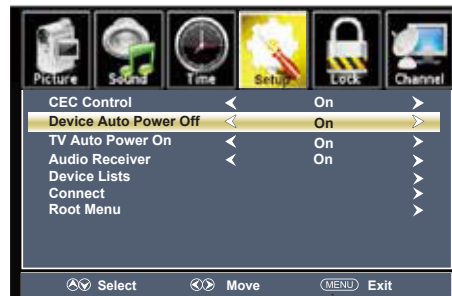 Picture Sound Time Setup Lock Channel
CEC Control On
Device Auto Power Off On
TV Auto Power On On
Audio Receiver On
Device Lists
Connect
Root Menu
Select Move MENU Exit